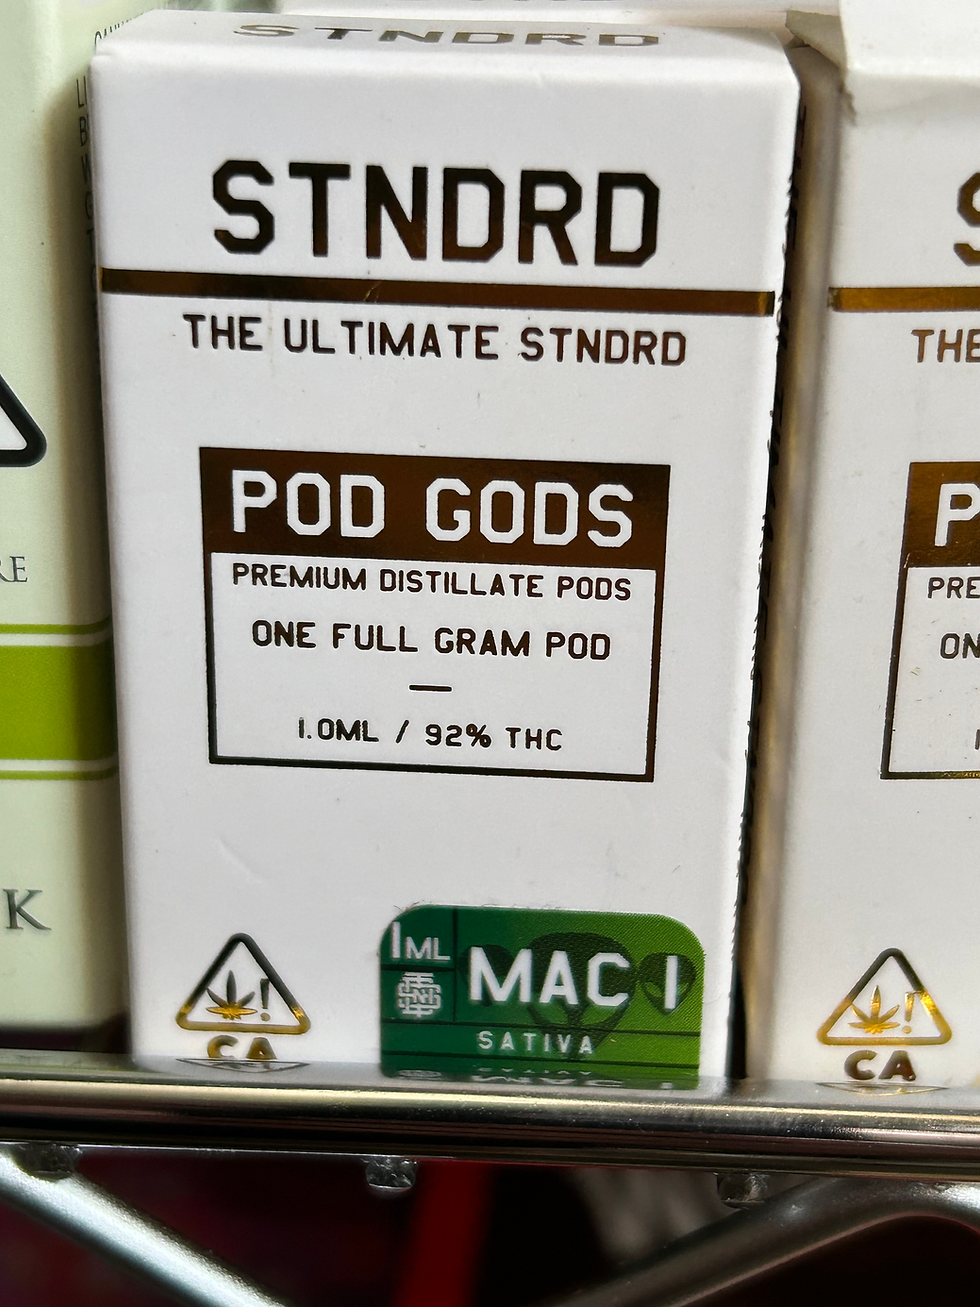 STNDRD
STNDRD
THE ULTIMATE STNDRD
POD GODS
PREMIUM DISTILLATE PODS
ONE FULL GRAM POD
1.0ML / 92% THC
1ML
MAC 1
SATIVA
!
CA
K
THE
!
CA